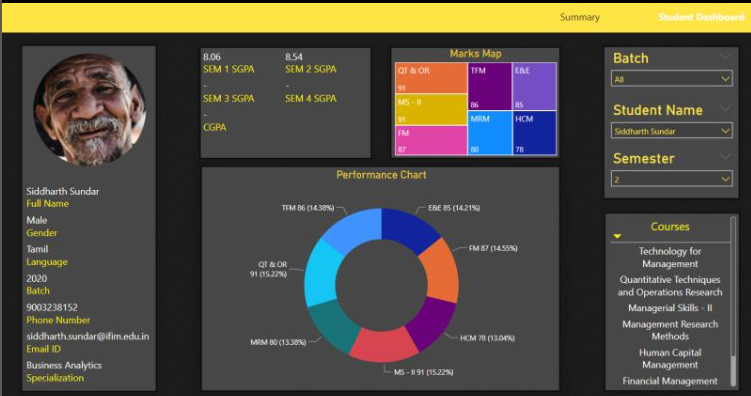 Summary
Student Dashboard
Siddharth Sundar
Full Name
Male
Gender
Tamil
Language
2020
Batch
9003238152
Phone Number
siddharth.sundar@ifim.edu.in
Email ID
Business Analytics
Specialization
8.06
SEM 1 SGPA
8.54
SEM 2 SGPA
-
SEM 3 SGPA
-
SEM 4 SGPA
-
CGPA
Marks Map
QT & OR
91
MS - II
91
FM
87
TFM
86
E&E
85
MRM
80
HCM
78
Performance Chart
TFM 86 (14.38%)
E&E 85 (14.21%)
QT & OR
91 (15.22%)
FM 87 (14.55%)
MRM 80 (13.38%)
HCM 78 (13.04%)
MS - II 91 (15.22%)
Batch
All
Student Name
Siddharth Sundar
Semester
2
Courses
Technology for
Management
Quantitative Techniques
and Operations Research
Managerial Skills - II
Management Research
Methods
Human Capital
Management
Financial Management